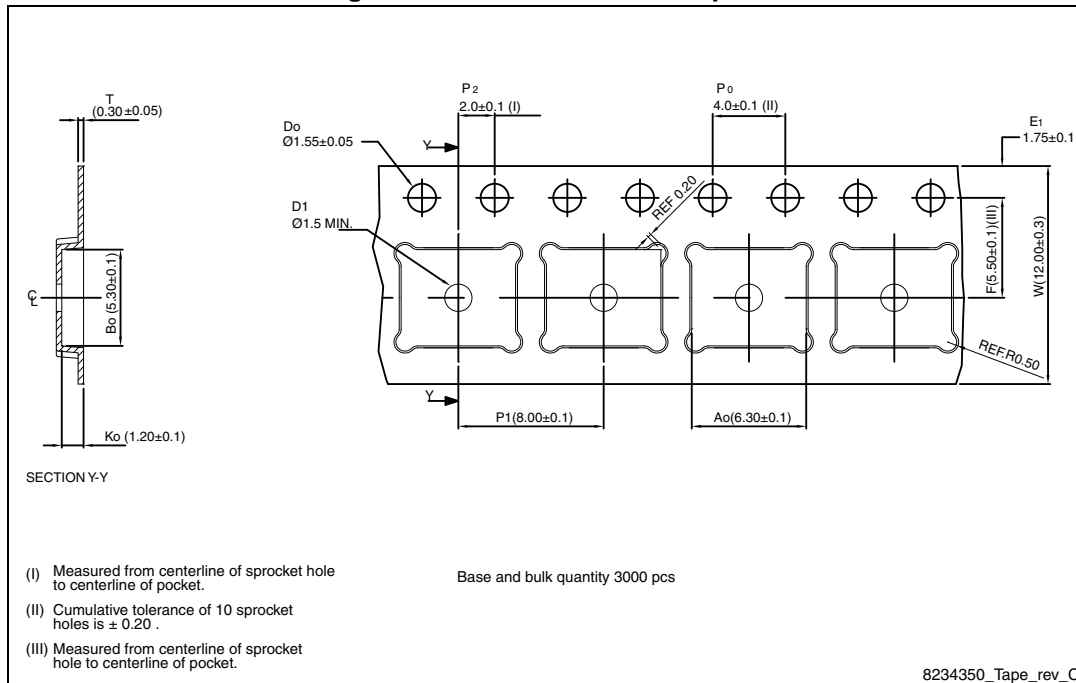 T
(0.30 ±0.05)
P2
2.0±0.1 (I)
P0
4.0±0.1 (II)
E1
1.75±0.1
Do
Ø1.55±0.05
Y
REF 0.20
D1
Ø1.5 MIN.
F(5.50±0.1)(III)
W(12.00±0.3)
CL
Bo (5.30±0.1)
REF.R0.50
Y
P1(8.00±0.1)
Ao(6.30±0.1)
Ko (1.20±0.1)
SECTION Y-Y
(I) Measured from centerline of sprocket hole
to centerline of pocket.
Base and bulk quantity 3000 pcs
(II) Cumulative tolerance of 10 sprocket
holes is ± 0.20 .
(III) Measured from centerline of sprocket
hole to centerline of pocket.
8234350_Tape_rev_C